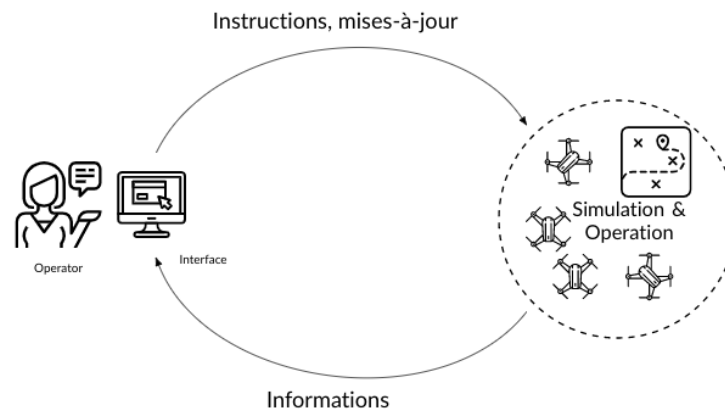 Instructions, mises-à-jour
Simulation &
Operation
Operator
Interface
Informations